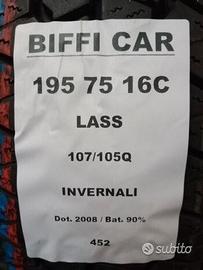 BIFFI CAR
195 75 16C
LASS
107/105Q
INVERNALI
Dot. 2008 / Bat. 90%
452
subito